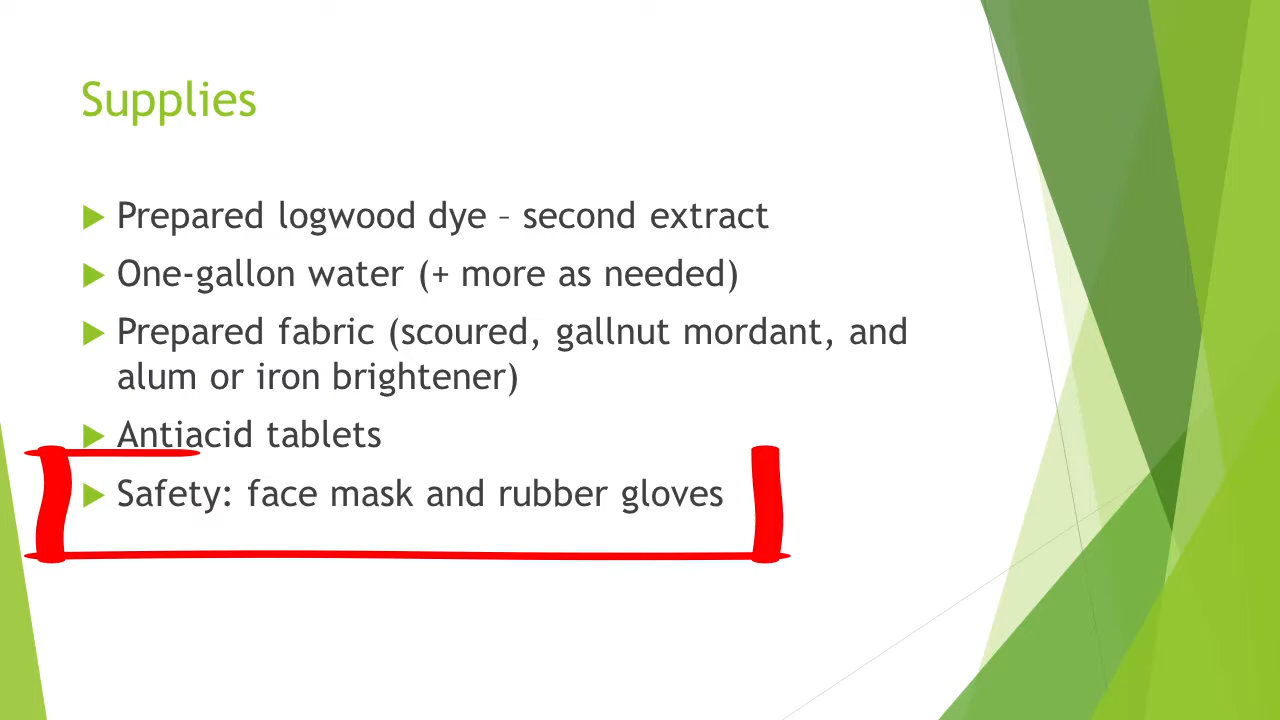 Supplies
Prepared logwood dye – second extract
One-gallon water (+ more as needed)
Prepared fabric (scoured, gallnut mordant, and
alum or iron brightener)
Antiacid tablets
Safety: face mask and rubber gloves